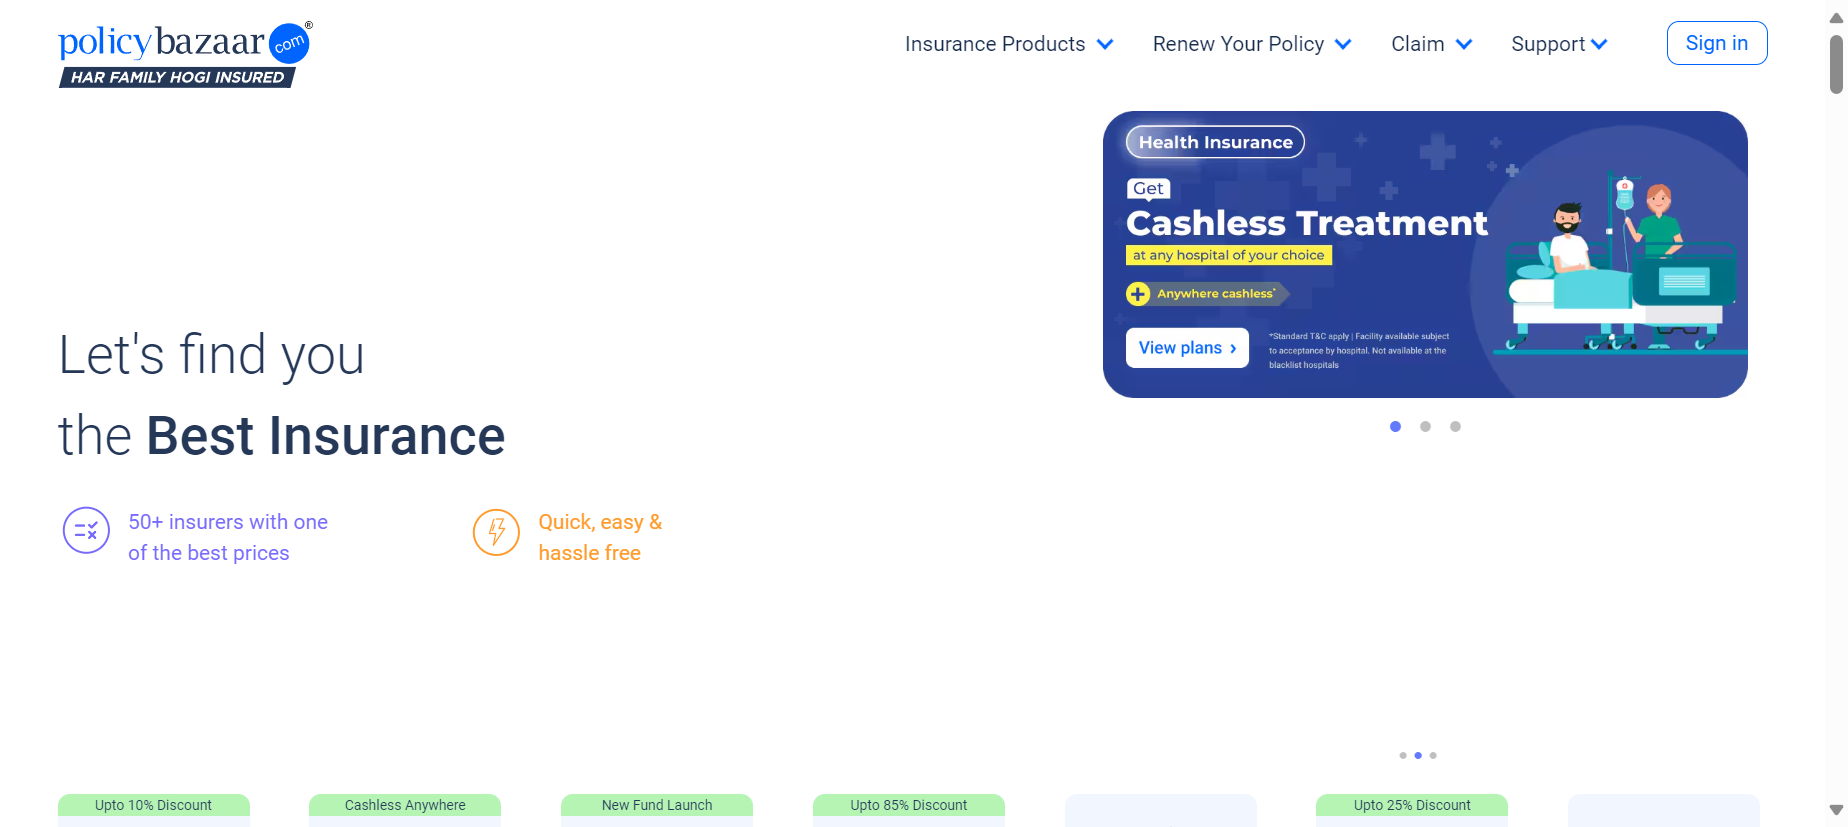 policybazaar.com®
HAR FAMILY HOGI INSURED
Insurance Products
Renew Your Policy
Claim
Support
Sign in
Health Insurance
Get
Cashless Treatment
at any hospital of your choice
Anywhere cashless*
View plans ›
*Standard T&C apply | Facility available subject
to acceptance by hospital. Not available at the
blacklist hospitals
Let's find you
the Best Insurance
50+ insurers with one
of the best prices
Quick, easy &
hassle free
Upto 10% Discount
Cashless Anywhere
New Fund Launch
Upto 85% Discount
Upto 25% Discount